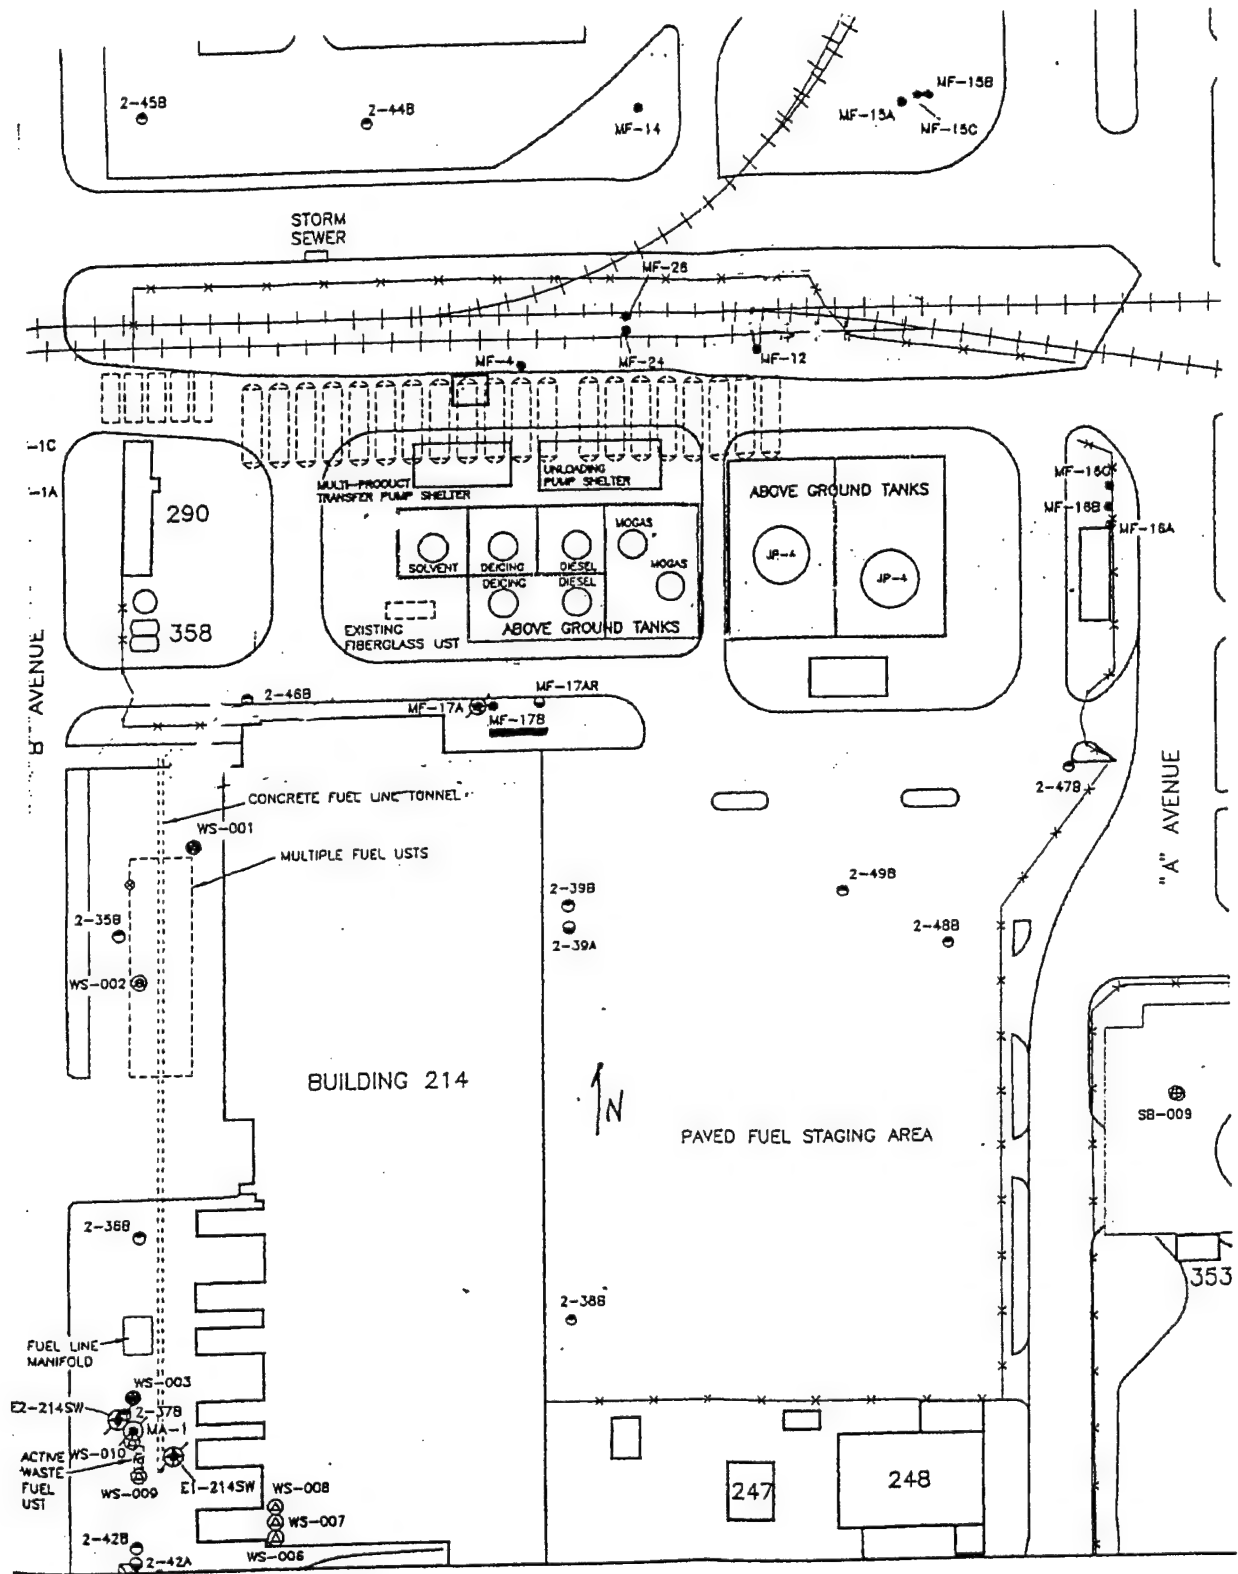 MF-15B
2-45B
2-44B
MF-14
MF-15A
MF-15C
STORM
SEWER
MF-26
MF-4
MF-24
MF-12
-1C
-1A
290
MULTI-PRODUCT
TRANSFER PUMP SHELTER
UNLOADING
PUMP SHELTER
ABOVE GROUND TANKS
MF-16C
MF-16B
MF-16A
MOGAS
MOGAS
SOLVENT
DEICING
DIESEL
DEICING
DIESEL
JP-4
JP-4
358
EXISTING
FIBERGLASS UST
ABOVE GROUND TANKS
B AVENUE
2-46B
MF-17A
MF-17AR
MF-17B
2-47B
"A" AVENUE
CONCRETE FUEL LINE TUNNEL
WS-001
MULTIPLE FUEL USTS
2-35B
2-39B
2-39A
2-49B
2-48B
WS-002
BUILDING 214
N
PAVED FUEL STAGING AREA
SB-009
2-36B
353
2-38B
FUEL LINE
MANIFOLD
WS-003
E2-214SW
2-37B
MA-1
WS-010
ACTIVE
WASTE
FUEL
UST
WS-009
E1-214SW
WS-008
WS-007
WS-006
247
248
2-42B
2-42A